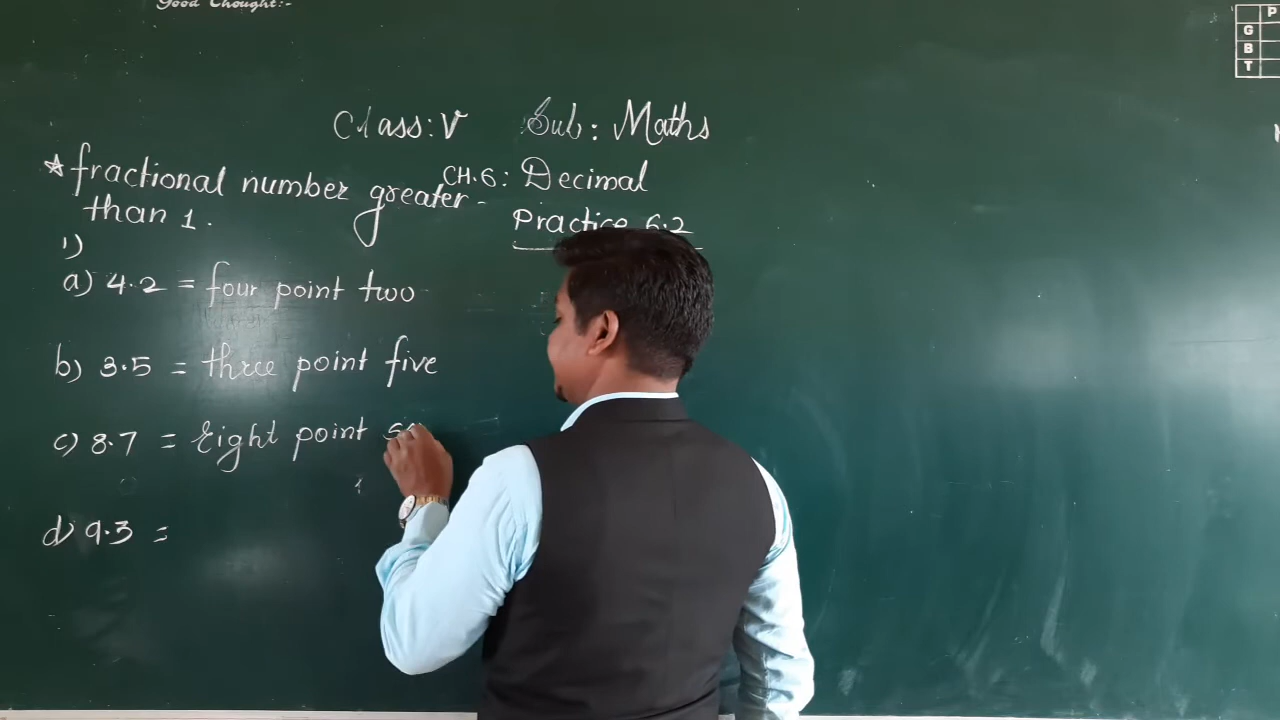 Good Thought:-
P
G
B
T
Class: V Sub: Maths
CH.6: Decimal
Practice 6.2
* fractional number greater-
than 1.
1)
a) 4.2 = four point two
b) 3.5 = three point five
c) 8.7 = Eight point se
d) 9.3 =